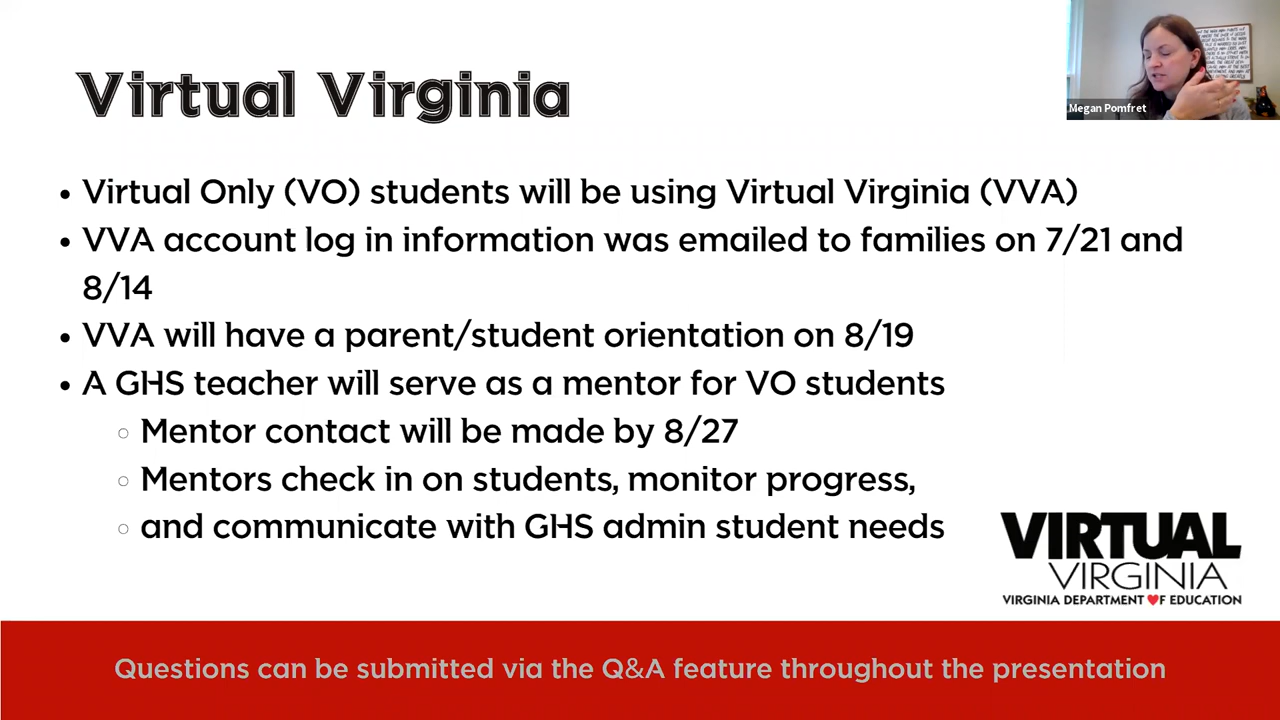 Virtual Virginia
Megan Pomfret
• Virtual Only (VO) students will be using Virtual Virginia (VVA)
• VVA account log in information was emailed to families on 7/21 and
8/14
• VVA will have a parent/student orientation on 8/19
• A GHS teacher will serve as a mentor for VO students
○ Mentor contact will be made by 8/27
○ Mentors check in on students, monitor progress,
○ and communicate with GHS admin student needs
VIRTUAL
VIRGINIA
VIRGINIA DEPARTMENT ♥F EDUCATION
Questions can be submitted via the Q&A feature throughout the presentation